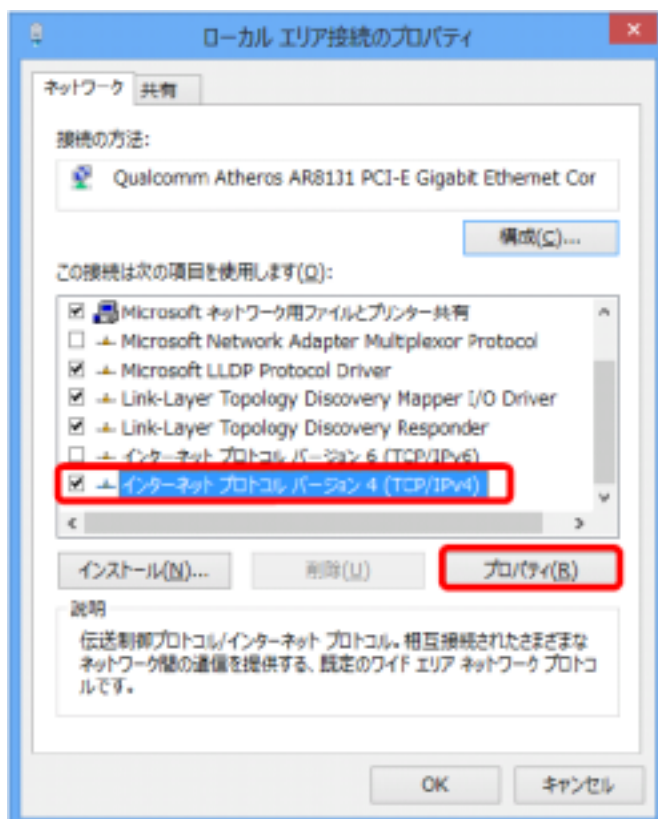 ローカル エリア接続のプロパティ
ネットワーク 共有
接続の方法:
Qualcomm Atheros AR8131 PCI-E Gigabit Ethernet Cor
構成(C)...
この接続は次の項目を使用します(O):
Microsoft ネットワーク用ファイルとプリンター共有
Microsoft Network Adapter Multiplexor Protocol
Microsoft LLDP Protocol Driver
Link-Layer Topology Discovery Mapper I/O Driver
Link-Layer Topology Discovery Responder
インターネット プロトコル バージョン 6 (TCP/IPv6)
インターネット プロトコル バージョン 4 (TCP/IPv4)
インストール(N)... 削除(U) プロパティ(R)
説明
伝送制御プロトコル/インターネット プロトコル。相互接続されたさまざまな
ネットワーク間の通信を提供する、既定のワイド エリア ネットワーク プロトコ
ルです。
OK キャンセル